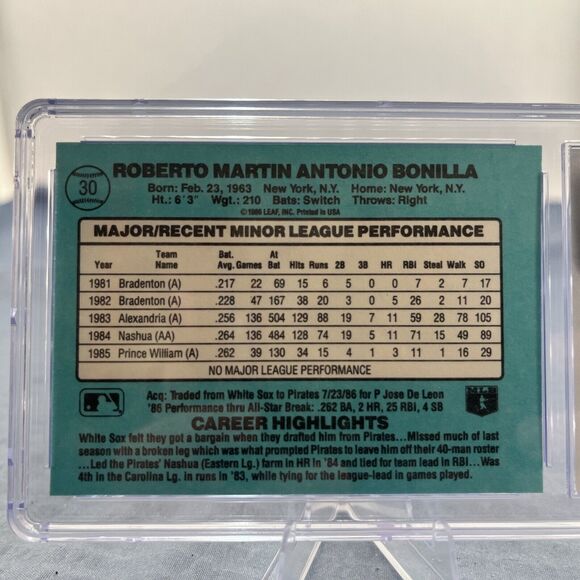 30
ROBERTO MARTIN ANTONIO BONILLA
Born: Feb. 23, 1963 New York, N.Y. Home: New York, N.Y.
Ht.: 6'3" Wgt.: 210 Bats: Switch Throws: Right
©1986 LEAF, INC. Printed in USA
MAJOR/RECENT MINOR LEAGUE PERFORMANCE
Year Team Name Bat. Avg. Games At Bat Hits Runs 2B 3B HR RBI Steal Walk SO
1981 Bradenton (A) .217 22 69 15 6 5 0 0 7 2 7 17
1982 Bradenton (A) .228 47 167 38 20 3 0 5 26 2 11 20
1983 Alexandria (A) .256 136 504 129 88 19 7 11 59 28 78 105
1984 Nashua (AA) .264 136 484 128 74 19 5 11 71 15 49 89
1985 Prince William (A) .262 39 130 34 15 4 1 3 11 1 16 29
NO MAJOR LEAGUE PERFORMANCE
Acq: Traded from White Sox to Pirates 7/23/86 for P Jose De Leon
'86 Performance thru All-Star Break: .262 BA, 2 HR, 25 RBI, 4 SB
CAREER HIGHLIGHTS
White Sox felt they got a bargain when they drafted him from Pirates...Missed much of last
season with a broken leg which was what prompted Pirates to leave him off their 40-man roster
...Led the Pirates' Nashua (Eastern Lg.) farm in HR in '84 and tied for team lead in RBI...Was
4th in the Carolina Lg. in runs in '83, while tying for the league-lead in games played.